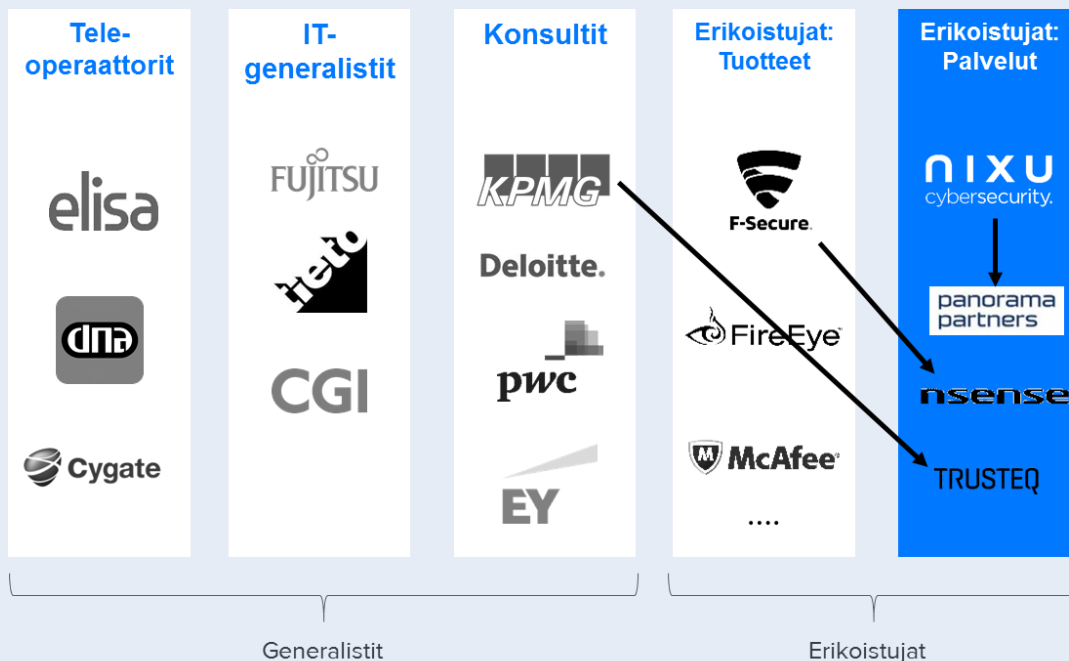 Tele-
operaattorit
elisa
dna
Cygate
IT-
generalistit
FUJITSU
tieto
CGI
Konsultit
KPMG
Deloitte.
pwc
EY
Erikoistujat:
Tuotteet
F-Secure.
FireEye™
M McAfee®
....
Erikoistujat:
Palvelut
nixu
cybersecurity.
panorama
partners
nsense
TRUSTEQ
Generalistit
Erikoistujat